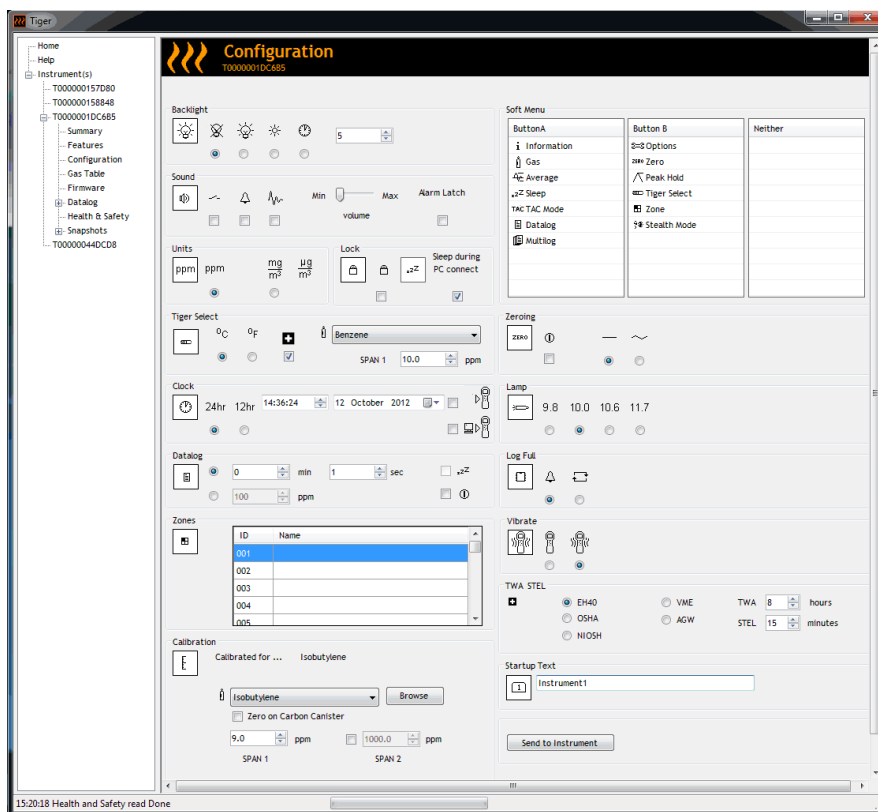 Tiger
Home
Help
Instrument(s)
T000000157D80
T000000158848
T0000001DC6B5
Summary
Features
Configuration
Gas Table
Firmware
Datalog
Health & Safety
Snapshots
T00000044DCD8
Configuration
T0000001DC6B5
Backlight
5
Sound
Min Max Alarm Latch
volume
Units
ppm ppm mg/m³ µg/m³
Lock
zzZ Sleep during
PC connect
Tiger Select
°C °F Benzene
SPAN 1 10.0 ppm
Clock
24hr 12hr 14:36:24 12 October 2012
Datalog
0 min 1 sec zzZ
100 ppm
Zones
ID Name
001
002
003
004
005
Calibration
Calibrated for ... Isobutylene
Isobutylene Browse
Zero on Carbon Canister
9.0 ppm 1000.0 ppm
SPAN 1 SPAN 2
Soft Menu
ButtonA Button B Neither
i Information Options
Gas ZERO Zero
Average Peak Hold
zzZ Sleep Tiger Select
TAC TAC Mode Zone
Datalog Stealth Mode
Multilog
Zeroing
ZERO
Lamp
9.8 10.0 10.6 11.7
Log Full
Vibrate
TWA STEL
EH40 VME TWA 8 hours
OSHA AGW STEL 15 minutes
NIOSH
Startup Text
1 Instrument1
Send to Instrument
15:20:18 Health and Safety read Done